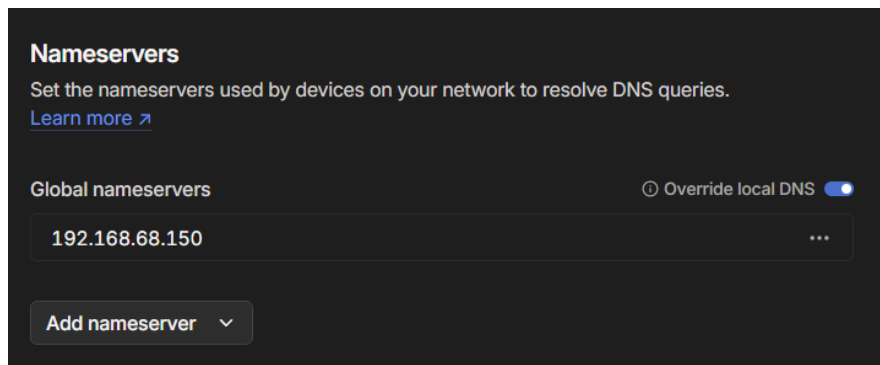 Nameservers
Set the nameservers used by devices on your network to resolve DNS queries.
Learn more ↗
Global nameservers
Override local DNS
192.168.68.150
Add nameserver